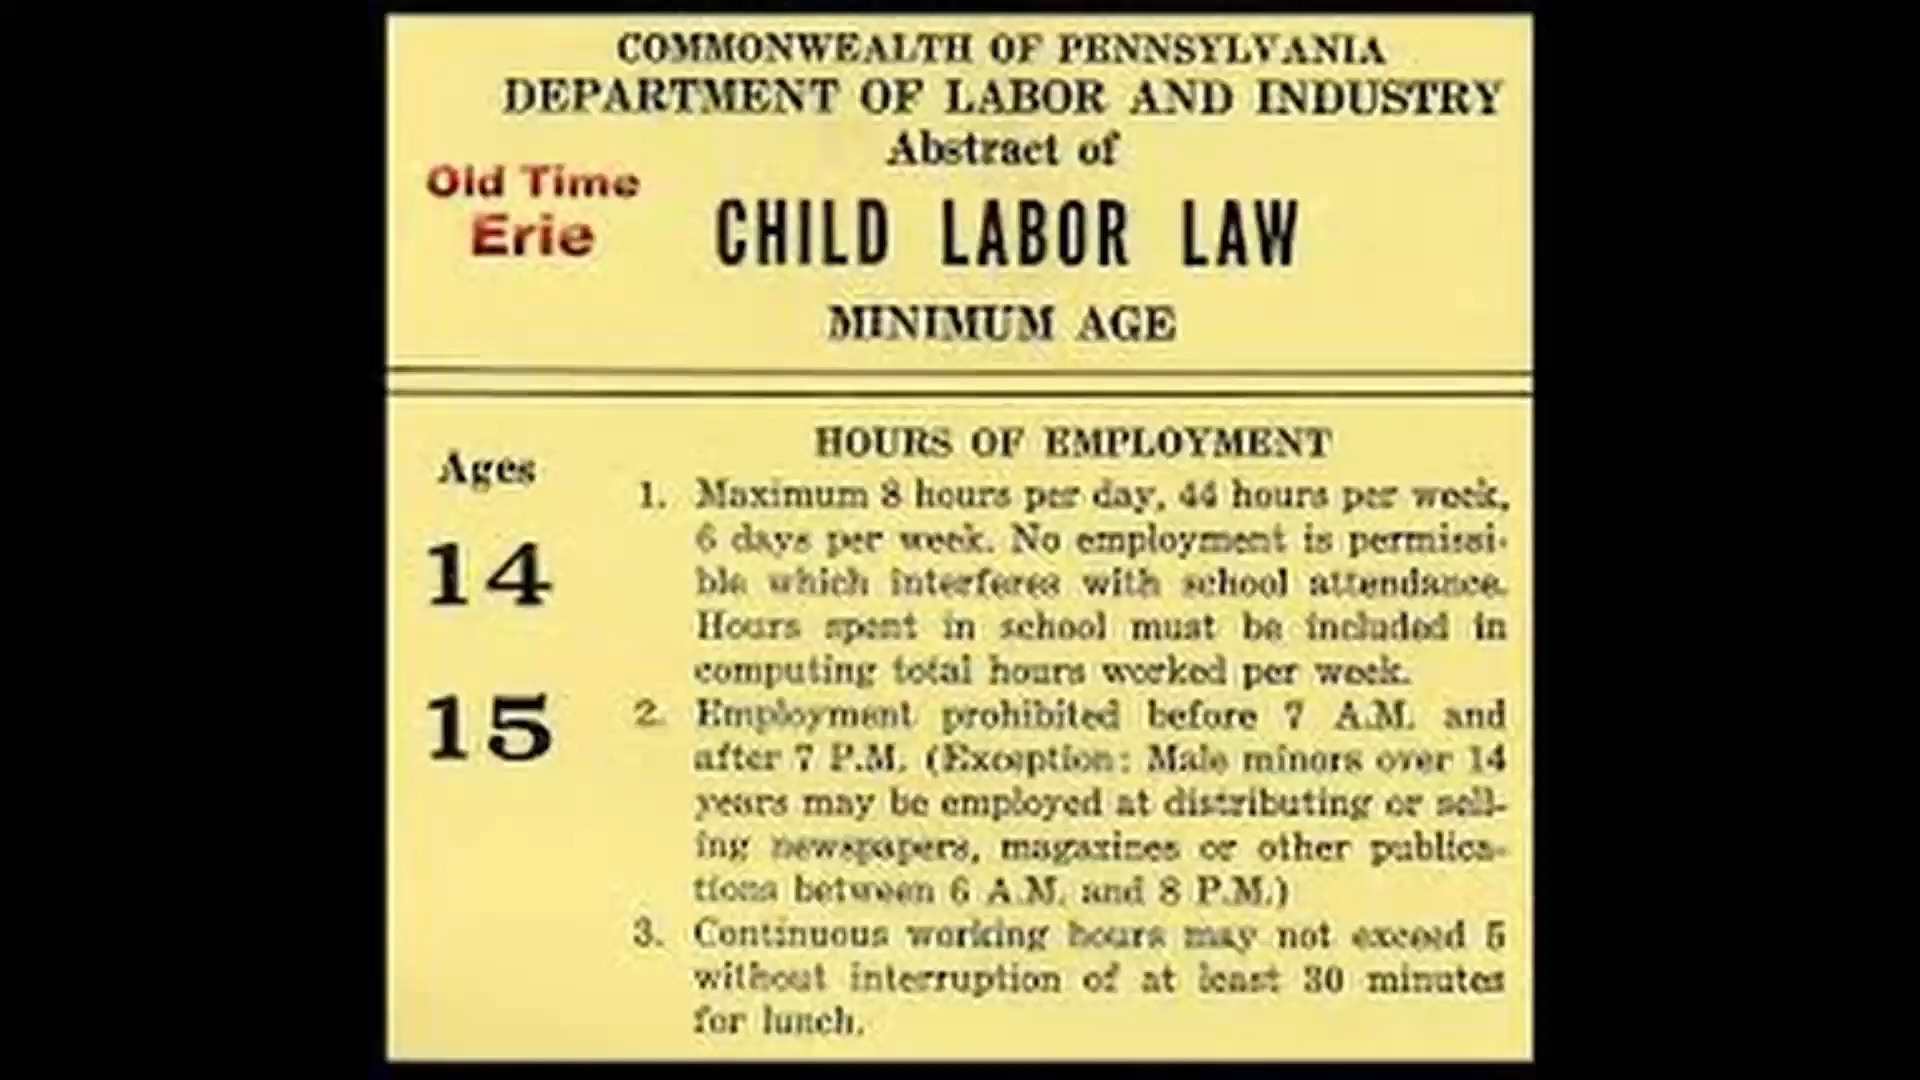 COMMONWEALTH OF PENNSYLVANIA
DEPARTMENT OF LABOR AND INDUSTRY
Abstract of
Old Time
Erie
CHILD LABOR LAW
MINIMUM AGE
HOURS OF EMPLOYMENT
Ages
14
15
1. Maximum 8 hours per day, 44 hours per week,
6 days per week. No employment is permissi-
ble which interferes with school attendance.
Hours spent in school must be included in
computing total hours worked per week.
2. Employment prohibited before 7 A.M. and
after 7 P.M. (Exception: Male minors over 14
years may be employed at distributing or sell-
ing newspapers, magazines or other publica-
tions between 6 A.M. and 8 P.M.)
3. Continuous working hours may not exceed 5
without interruption of at least 30 minutes
for lunch.